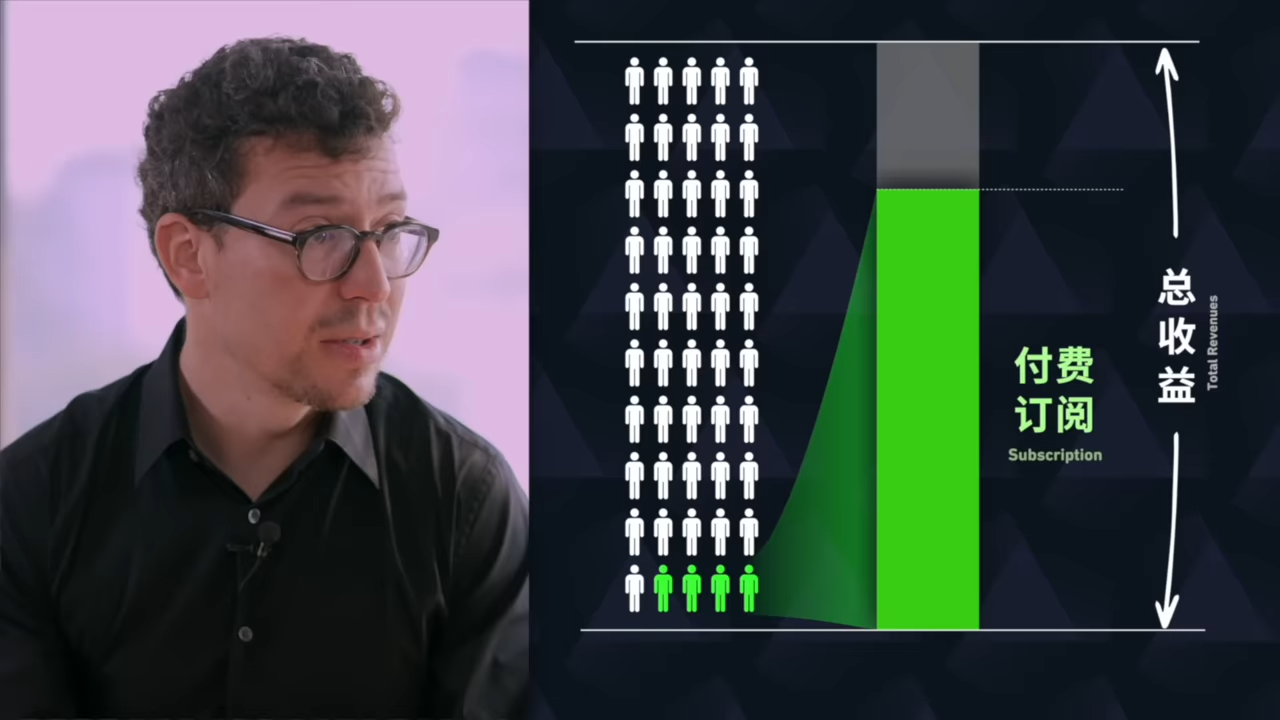 付费
订阅
Subscription
总
收
益
Total Revenues